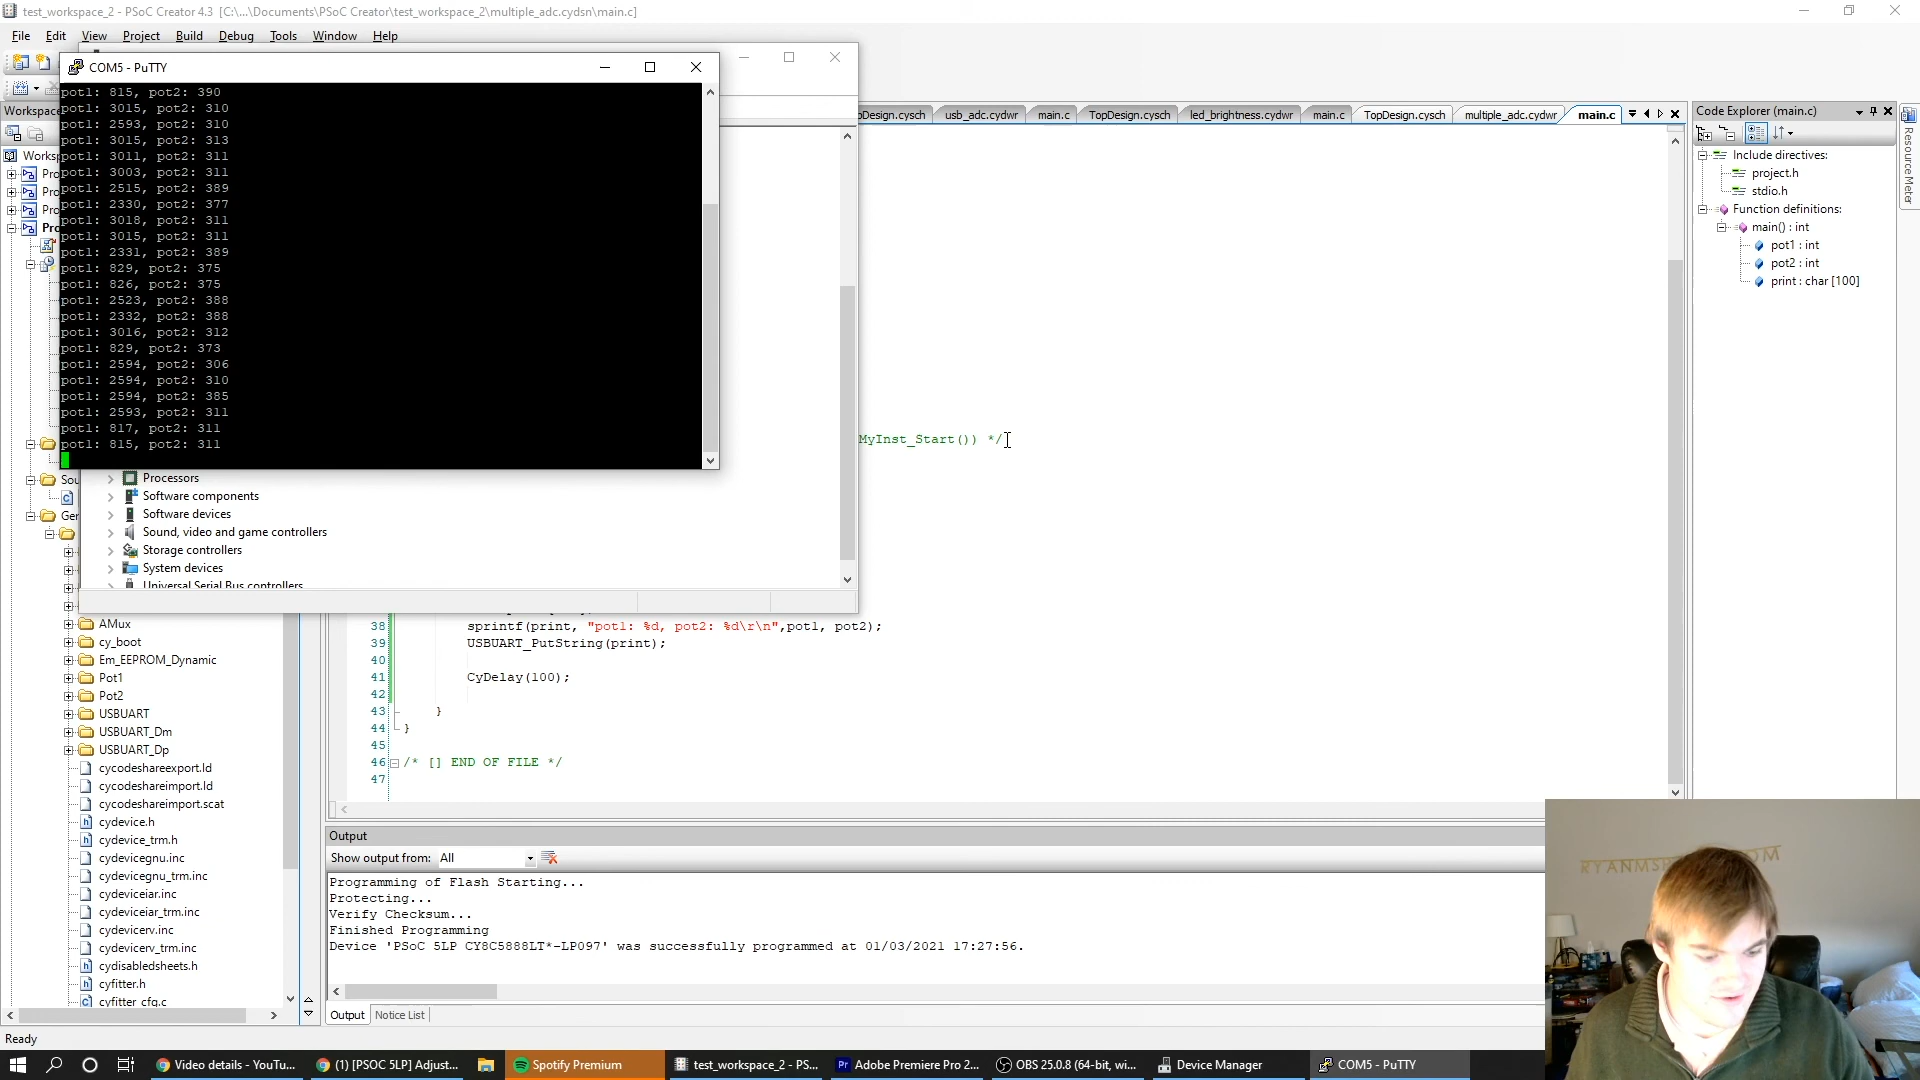 test_workspace_2 - PSoC Creator 4.3 [C:\...\Documents\PSoC Creator\test_workspace_2\multiple_adc.cydsn\main.c]
File Edit View Project Build Debug Tools Window Help
COM5 - PuTTY
pot1: 815, pot2: 390
pot1: 3015, pot2: 310
pot1: 2593, pot2: 310
pot1: 3015, pot2: 313
pot1: 3011, pot2: 311
pot1: 3003, pot2: 311
pot1: 2515, pot2: 389
pot1: 2330, pot2: 377
pot1: 3018, pot2: 311
pot1: 3015, pot2: 311
pot1: 2331, pot2: 389
pot1: 829, pot2: 375
pot1: 826, pot2: 375
pot1: 2523, pot2: 388
pot1: 2332, pot2: 388
pot1: 3016, pot2: 312
pot1: 829, pot2: 373
pot1: 2594, pot2: 306
pot1: 2594, pot2: 310
pot1: 2594, pot2: 385
pot1: 2593, pot2: 311
pot1: 817, pot2: 311
pot1: 815, pot2: 311
Processors
Software components
Software devices
Sound, video and game controllers
Storage controllers
System devices
Universal Serial Bus controllers
Worksp
Pro
Pro
Pro
Pro
Sou
Ger
AMux
cy_boot
Em_EEPROM_Dynamic
Pot1
Pot2
USBUART
USBUART_Dm
USBUART_Dp
cycodeshareexport.ld
cycodeshareimport.ld
cycodeshareimport.scat
cydevice.h
cydevice_trm.h
cydevicegnu.inc
cydevicegnu_trm.inc
cydeviceiar.inc
cydeviceiar_trm.inc
cydevicerv.inc
cydevicerv_trm.inc
cydisabledsheets.h
cyfitter.h
cyfitter_cfg.c
pDesign.cysch usb_adc.cydwr main.c TopDesign.cysch led_brightness.cydwr main.c TopDesign.cysch multiple_adc.cydwr main.c
MyInst_Start()) */
38 sprintf(print, "pot1: %d, pot2: %d\r\n",pot1, pot2);
39 USBUART_PutString(print);
40
41 CyDelay(100);
42
43 }
44 }
45
46 /* [] END OF FILE */
47
Output
Show output from: All
Programming of Flash Starting...
Protecting...
Verify Checksum...
Finished Programming
Device 'PSoC 5LP CY8C5888LT*-LP097' was successfully programmed at 01/03/2021 17:27:56.
Output Notice List
Code Explorer (main.c)
Include directives:
project.h
stdio.h
Function definitions:
main() : int
pot1 : int
pot2 : int
print : char [100]
Resource Meter
Ready
Video details - YouTu... (1) [PSOC 5LP] Adjust... Spotify Premium test_workspace_2 - PS... Adobe Premiere Pro 2... OBS 25.0.8 (64-bit, wi... Device Manager COM5 - PuTTY